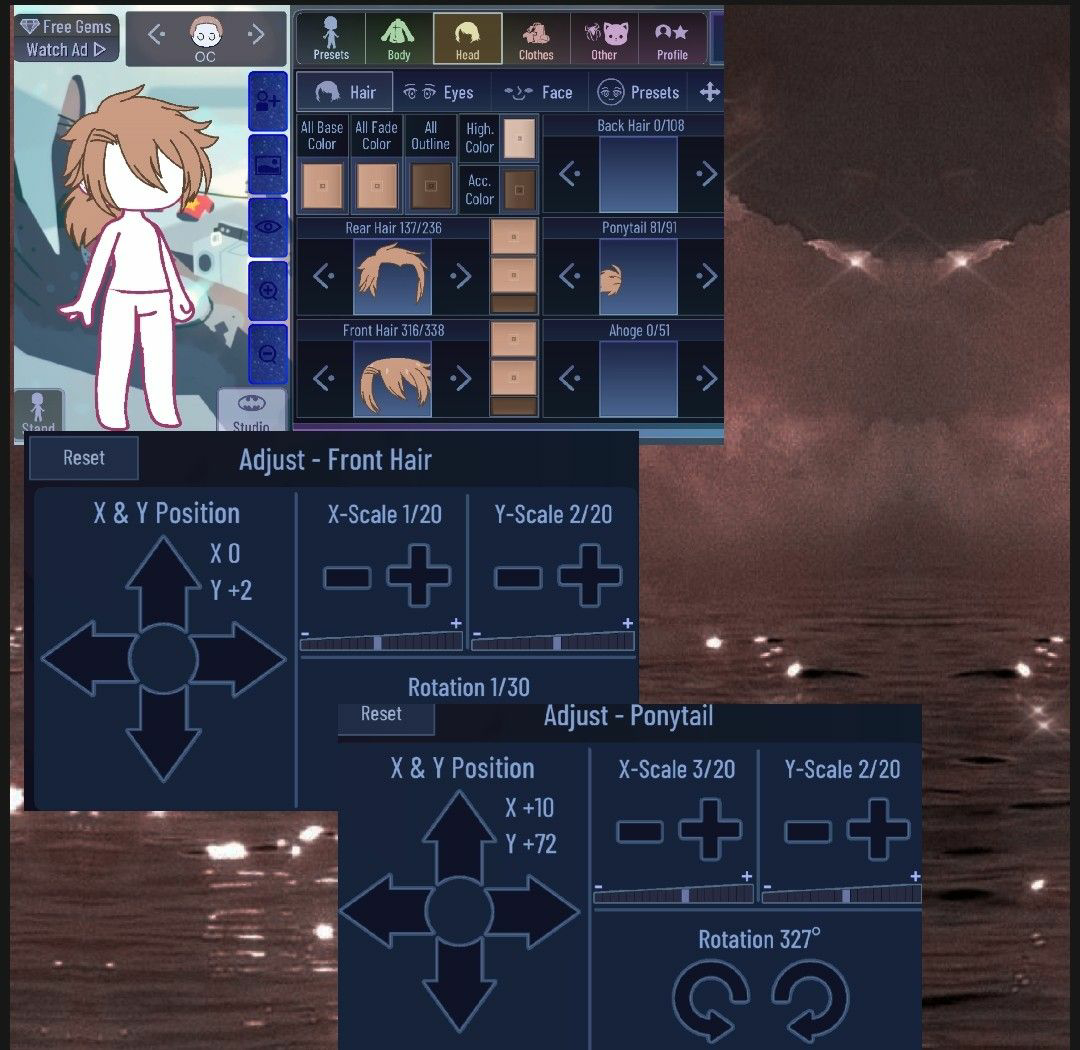 Free Gems
Watch Ad
OC
Presets
Body
Head
Clothes
Other
Profile
Hair
Eyes
Face
Presets
All Base
Color
All Fade
Color
All
Outline
High.
Color
Acc.
Color
Back Hair 0/108
Rear Hair 137/236
Ponytail 81/91
Front Hair 316/338
Ahoge 0/51
Stand
Studio
Reset
Adjust - Front Hair
X & Y Position
X 0
Y +2
X-Scale 1/20
Y-Scale 2/20
Rotation 1/30
Reset
Adjust - Ponytail
X & Y Position
X +10
Y +72
X-Scale 3/20
Y-Scale 2/20
Rotation 327°